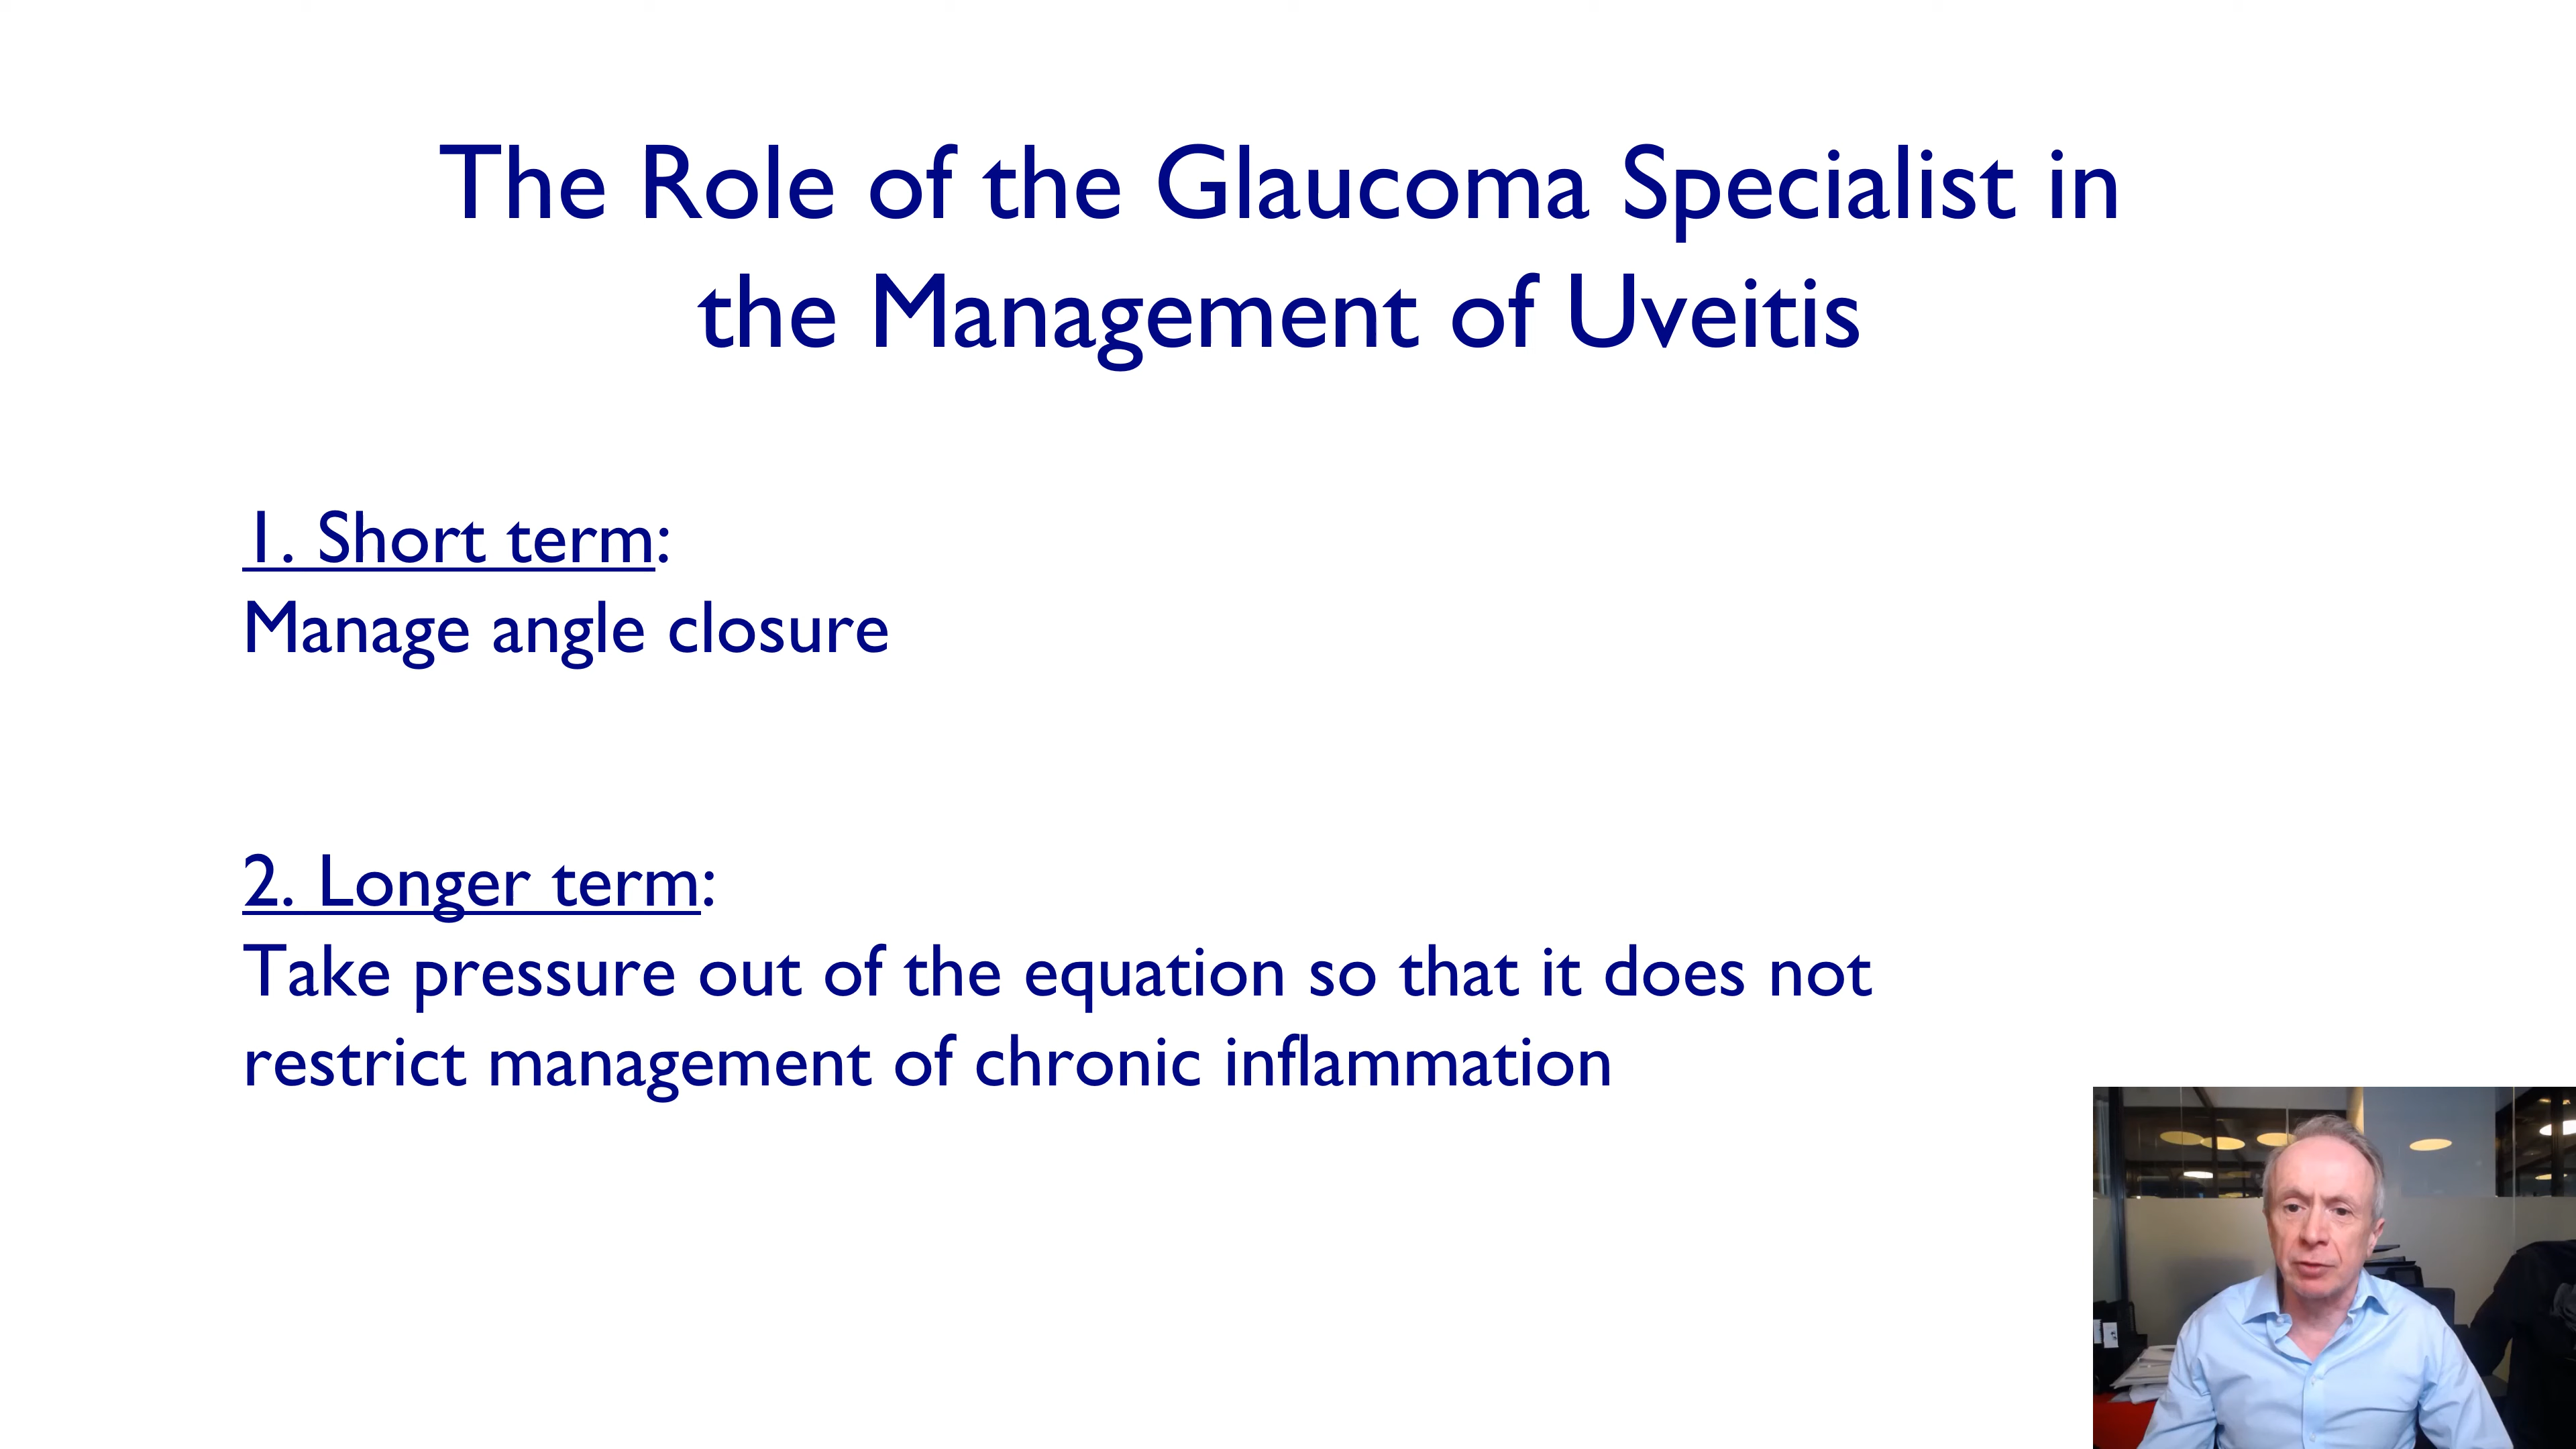 The Role of the Glaucoma Specialist in
the Management of Uveitis
1. Short term:
Manage angle closure
2. Longer term:
Take pressure out of the equation so that it does not
restrict management of chronic inflammation